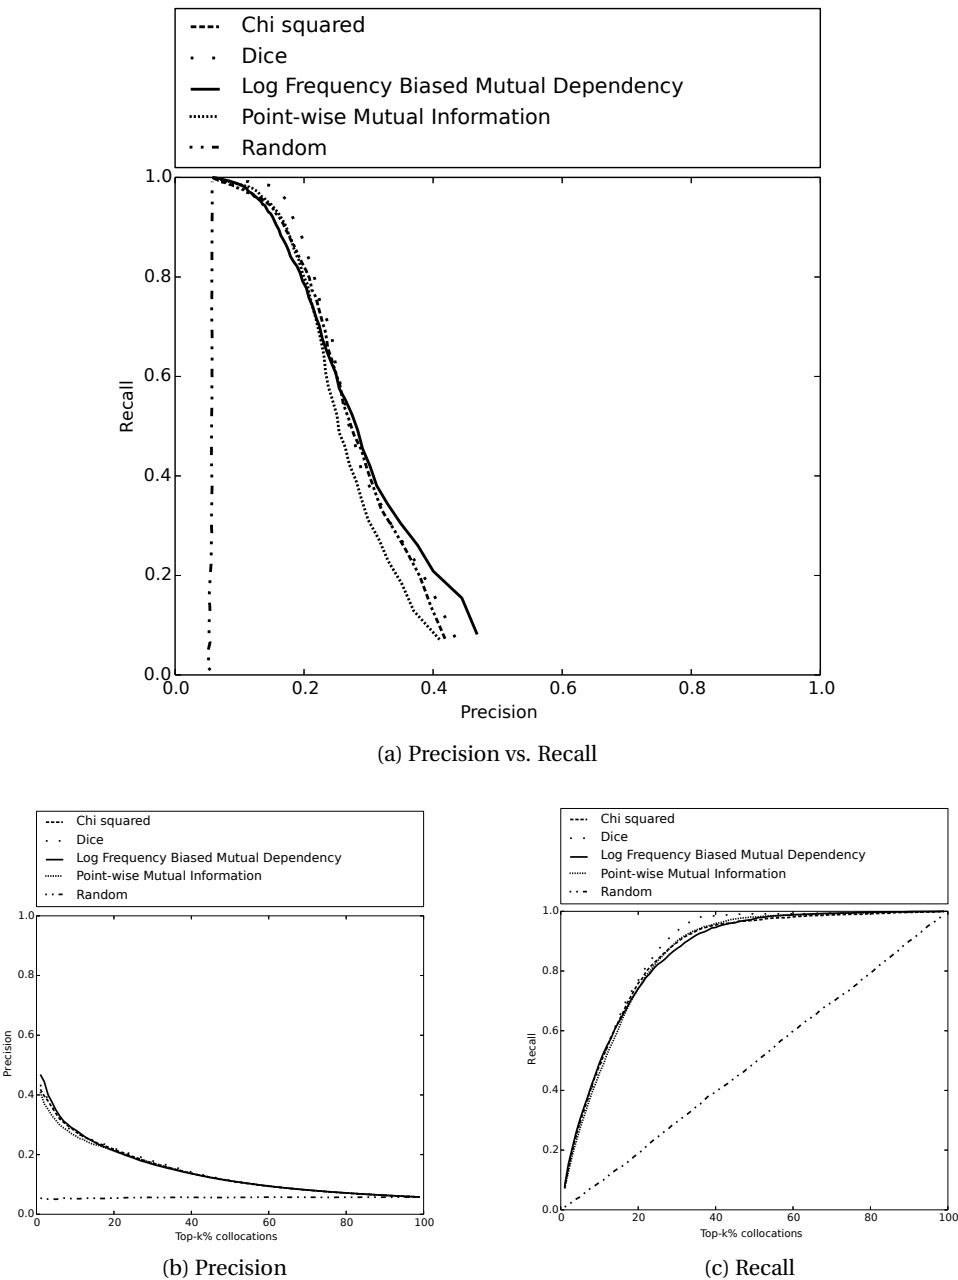 Chi squared
Dice
Log Frequency Biased Mutual Dependency
Point-wise Mutual Information
Random
1.0
0.8
0.6
0.4
0.2
0.0
Recall
0.0 0.2 0.4 0.6 0.8 1.0
Precision
(a) Precision vs. Recall
Chi squared
Dice
Log Frequency Biased Mutual Dependency
Point-wise Mutual Information
Random
1.0
0.8
0.6
0.4
0.2
0.0
Precision
0 20 40 60 80 100
Top-k% collocations
(b) Precision
Chi squared
Dice
Log Frequency Biased Mutual Dependency
Point-wise Mutual Information
Random
1.0
0.8
0.6
0.4
0.2
0.0
Recall
0 20 40 60 80 100
Top-k% collocations
(c) Recall